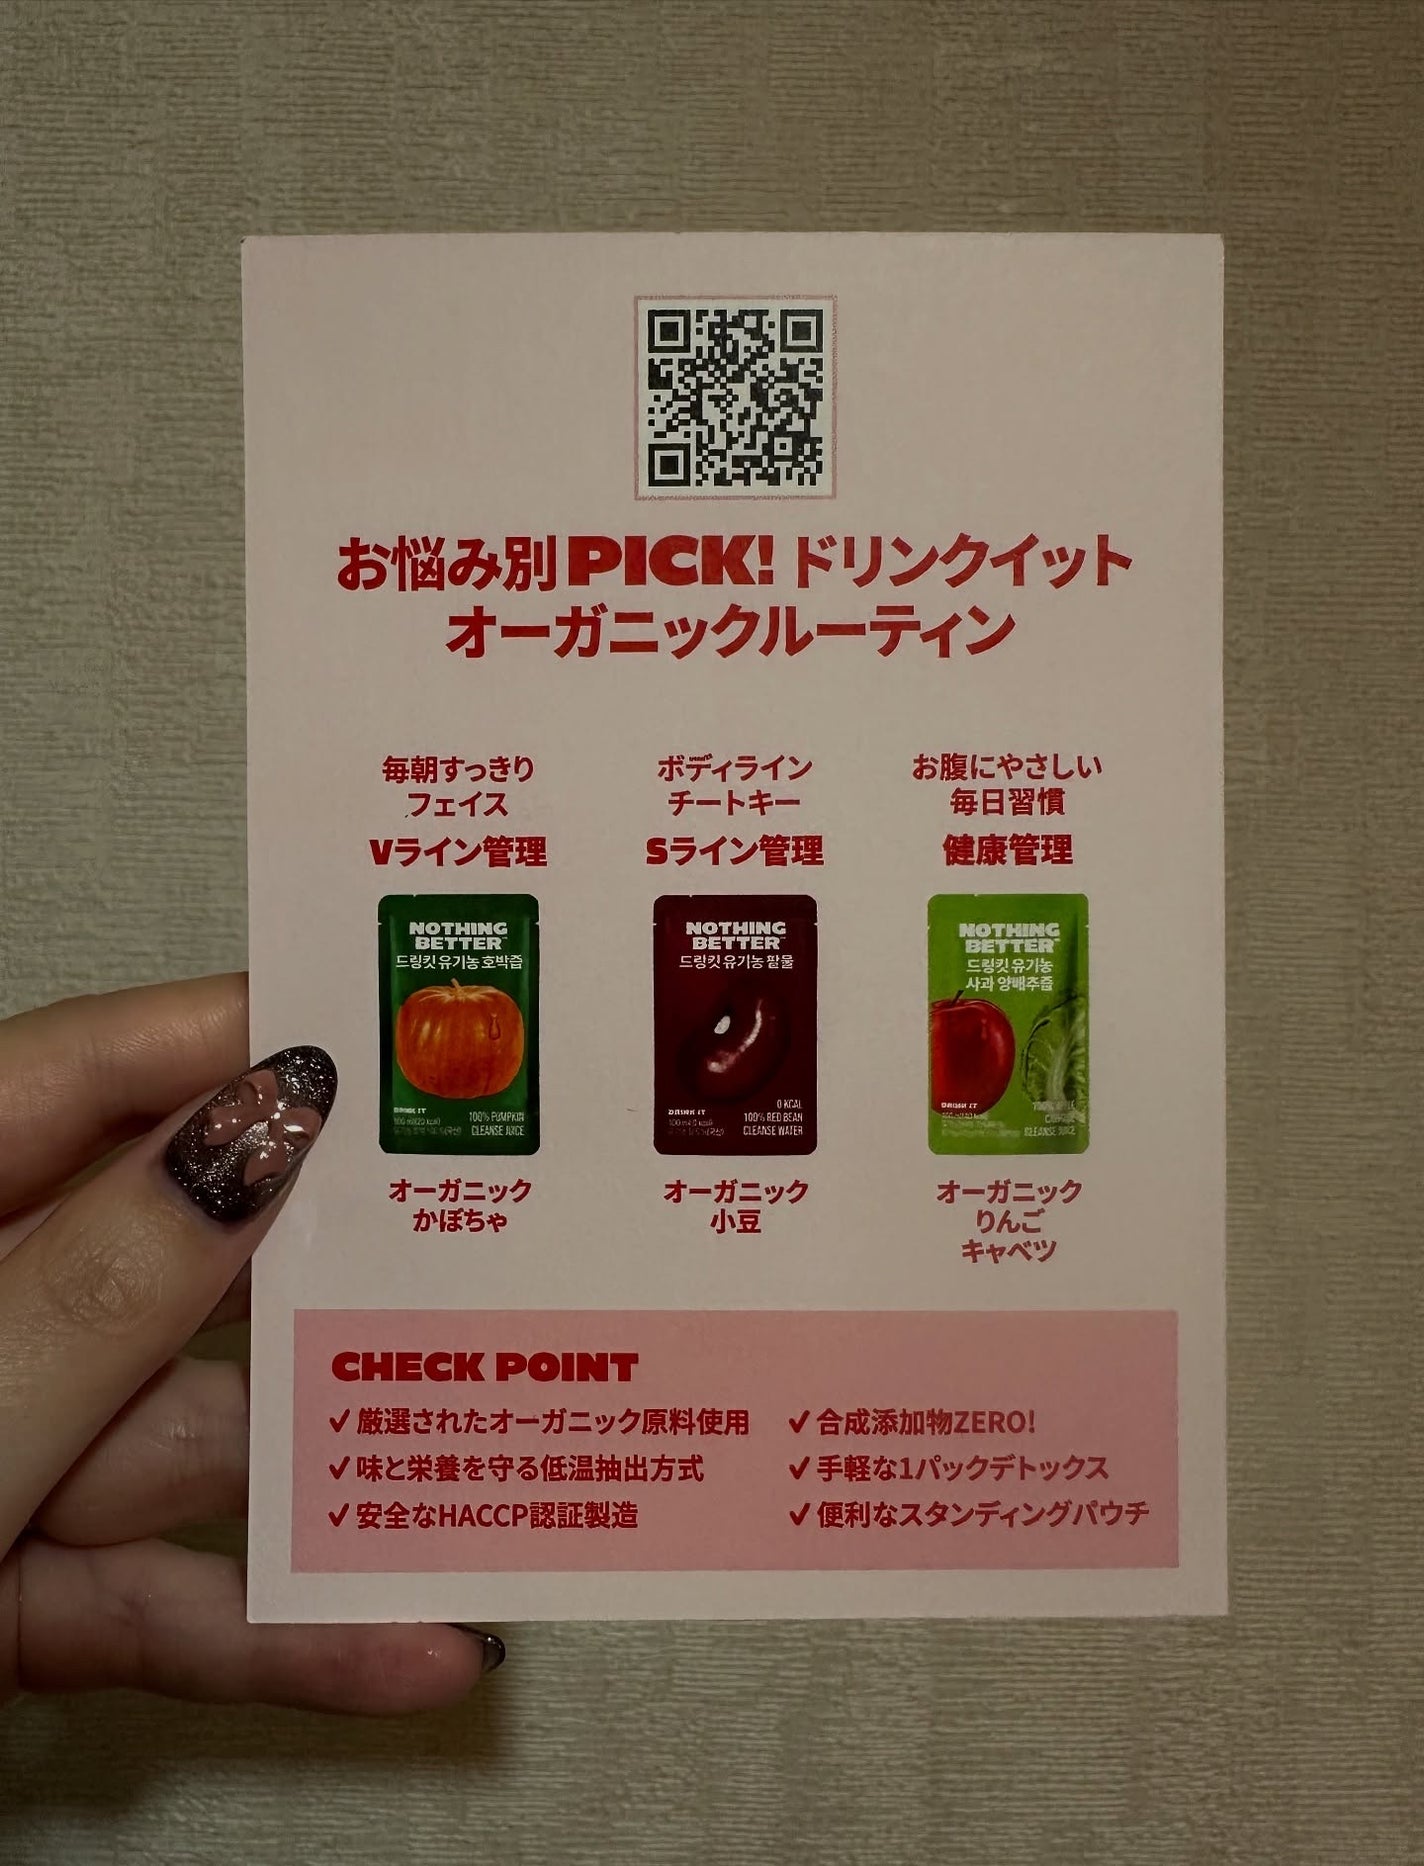 お悩み別PICK! ドリンクイット
オーガニックルーティン
毎朝すっきり
フェイス
Vライン管理
NOTHING
BETTER
드링킷 유기농 호박즙
DRINK IT
100% PUMPKIN
CLEANSE JUICE
オーガニック
かぼちゃ
ボディライン
チートキー
Sライン管理
NOTHING
BETTER
드링킷 유기농 팥물
DRINK IT
0 KCAL
100% RED BEAN
CLEANSE WATER
オーガニック
小豆
お腹にやさしい
毎日習慣
健康管理
NOTHING
BETTER
드링킷 유기농
사과 양배추즙
DRINK IT
CLEANSE JUICE
オーガニック
りんご
キャベツ
CHECK POINT
✓ 厳選されたオーガニック原料使用
✓ 味と栄養を守る低温抽出方式
✓ 安全なHACCP認証製造
✓ 合成添加物ZERO!
✓ 手軽な1パックデトックス
✓ 便利なスタンディングパウチ